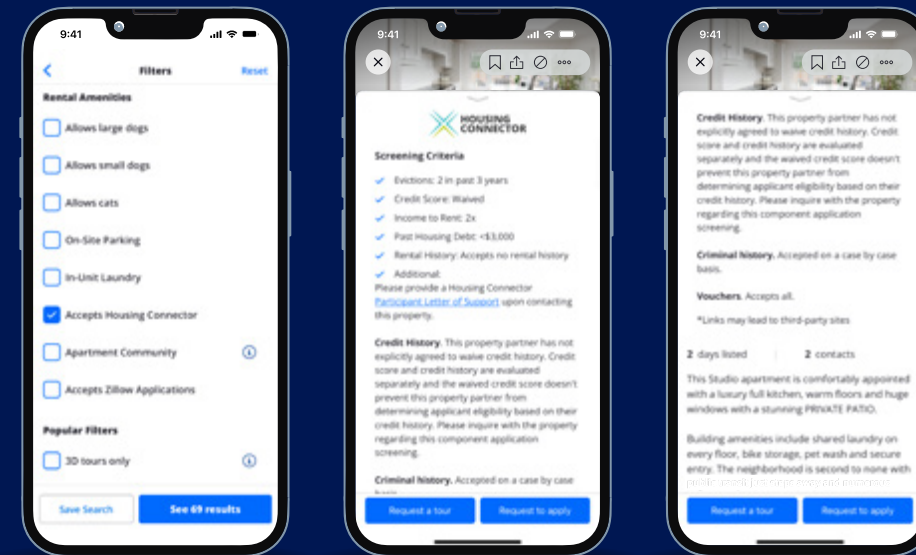 9:41
Filters
Reset
Rental Amenities
Allows large dogs
Allows small dogs
Allows cats
On-Site Parking
In-Unit Laundry
Accepts Housing Connector
Apartment Community
Accepts Zillow Applications
Popular Filters
3D tours only
Save Search
See 69 results
9:41
HOUSING
CONNECTOR
Screening Criteria
Evictions: 2 in past 3 years
Credit Score: Waived
Income to Rent: 2x
Past Housing Debt: <$3,000
Rental History: Accepts no rental history
Additional:
Please provide a Housing Connector
Participant Letter of Support upon contacting
this property.
Credit History. This property partner has not
explicitly agreed to waive credit history. Credit
score and credit history are evaluated
separately and the waived credit score doesn't
prevent this property partner from
determining applicant eligibility based on their
credit history. Please inquire with the property
regarding this component application
screening.
Criminal history. Accepted on a case by case
basis.
Request a tour
Request to apply
9:41
Credit History. This property partner has not
explicitly agreed to waive credit history. Credit
score and credit history are evaluated
separately and the waived credit score doesn't
prevent this property partner from
determining applicant eligibility based on their
credit history. Please inquire with the property
regarding this component application
screening.
Criminal history. Accepted on a case by case
basis.
Vouchers. Accepts all.
*Links may lead to third-party sites
2 days listed
2 contacts
This Studio apartment is comfortably appointed
with a luxury full kitchen, warm floors and huge
windows with a stunning PRIVATE PATIO.
Building amenities include shared laundry on
every floor, bike storage, pet wash and secure
entry. The neighborhood is second to none with
Request a tour
Request to apply